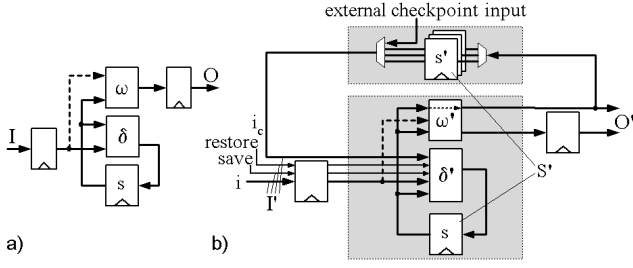 external checkpoint input
s'
I
ω
O
δ
s
a)
i_c
restore
save
i
I'
ω'
δ'
s
O'
S'
b)